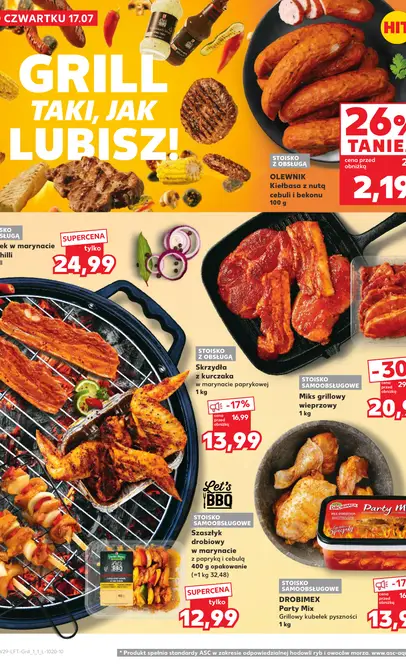 CZWARTKU 17.07
GRILL
TAKI, JAK
LUBISZ!
HIT
STOISKO
Z OBSŁUGĄ
OLEWNIK
Kiełbasa z nutą
cebuli i bekonu
100 g
26%
TANIEJ
cena przed
obniżką
2,19
ek w marynacie
hilli
SUPERCENA
tylko
24,99
STOISKO
Z OBSŁUGĄ
Skrzydła
z kurczaka
w marynacie paprykowej
1 kg
-17%
cena
przed
obniżką
16,99
13,99
STOISKO
SAMOOBSŁUGOWE
Miks grillowy
wieprzowy
1 kg
-30
20,
Let's
BBQ
STOISKO
SAMOOBSŁUGOWE
Szaszłyk
drobiowy
w marynacie
z papryką i cebulą
400 g opakowanie
(=1 kg 32,48)
SUPERCENA
tylko
12,99
Party M
STOISKO
SAMOOBSŁUGOWE
DROBIMEX
Party Mix
Grillowy kubełek pyszności
1 kg
* Produkt spełnia standardy ASC w zakresie odpowiedzialnej hodowli ryb i owoców morza. www.asc-aq